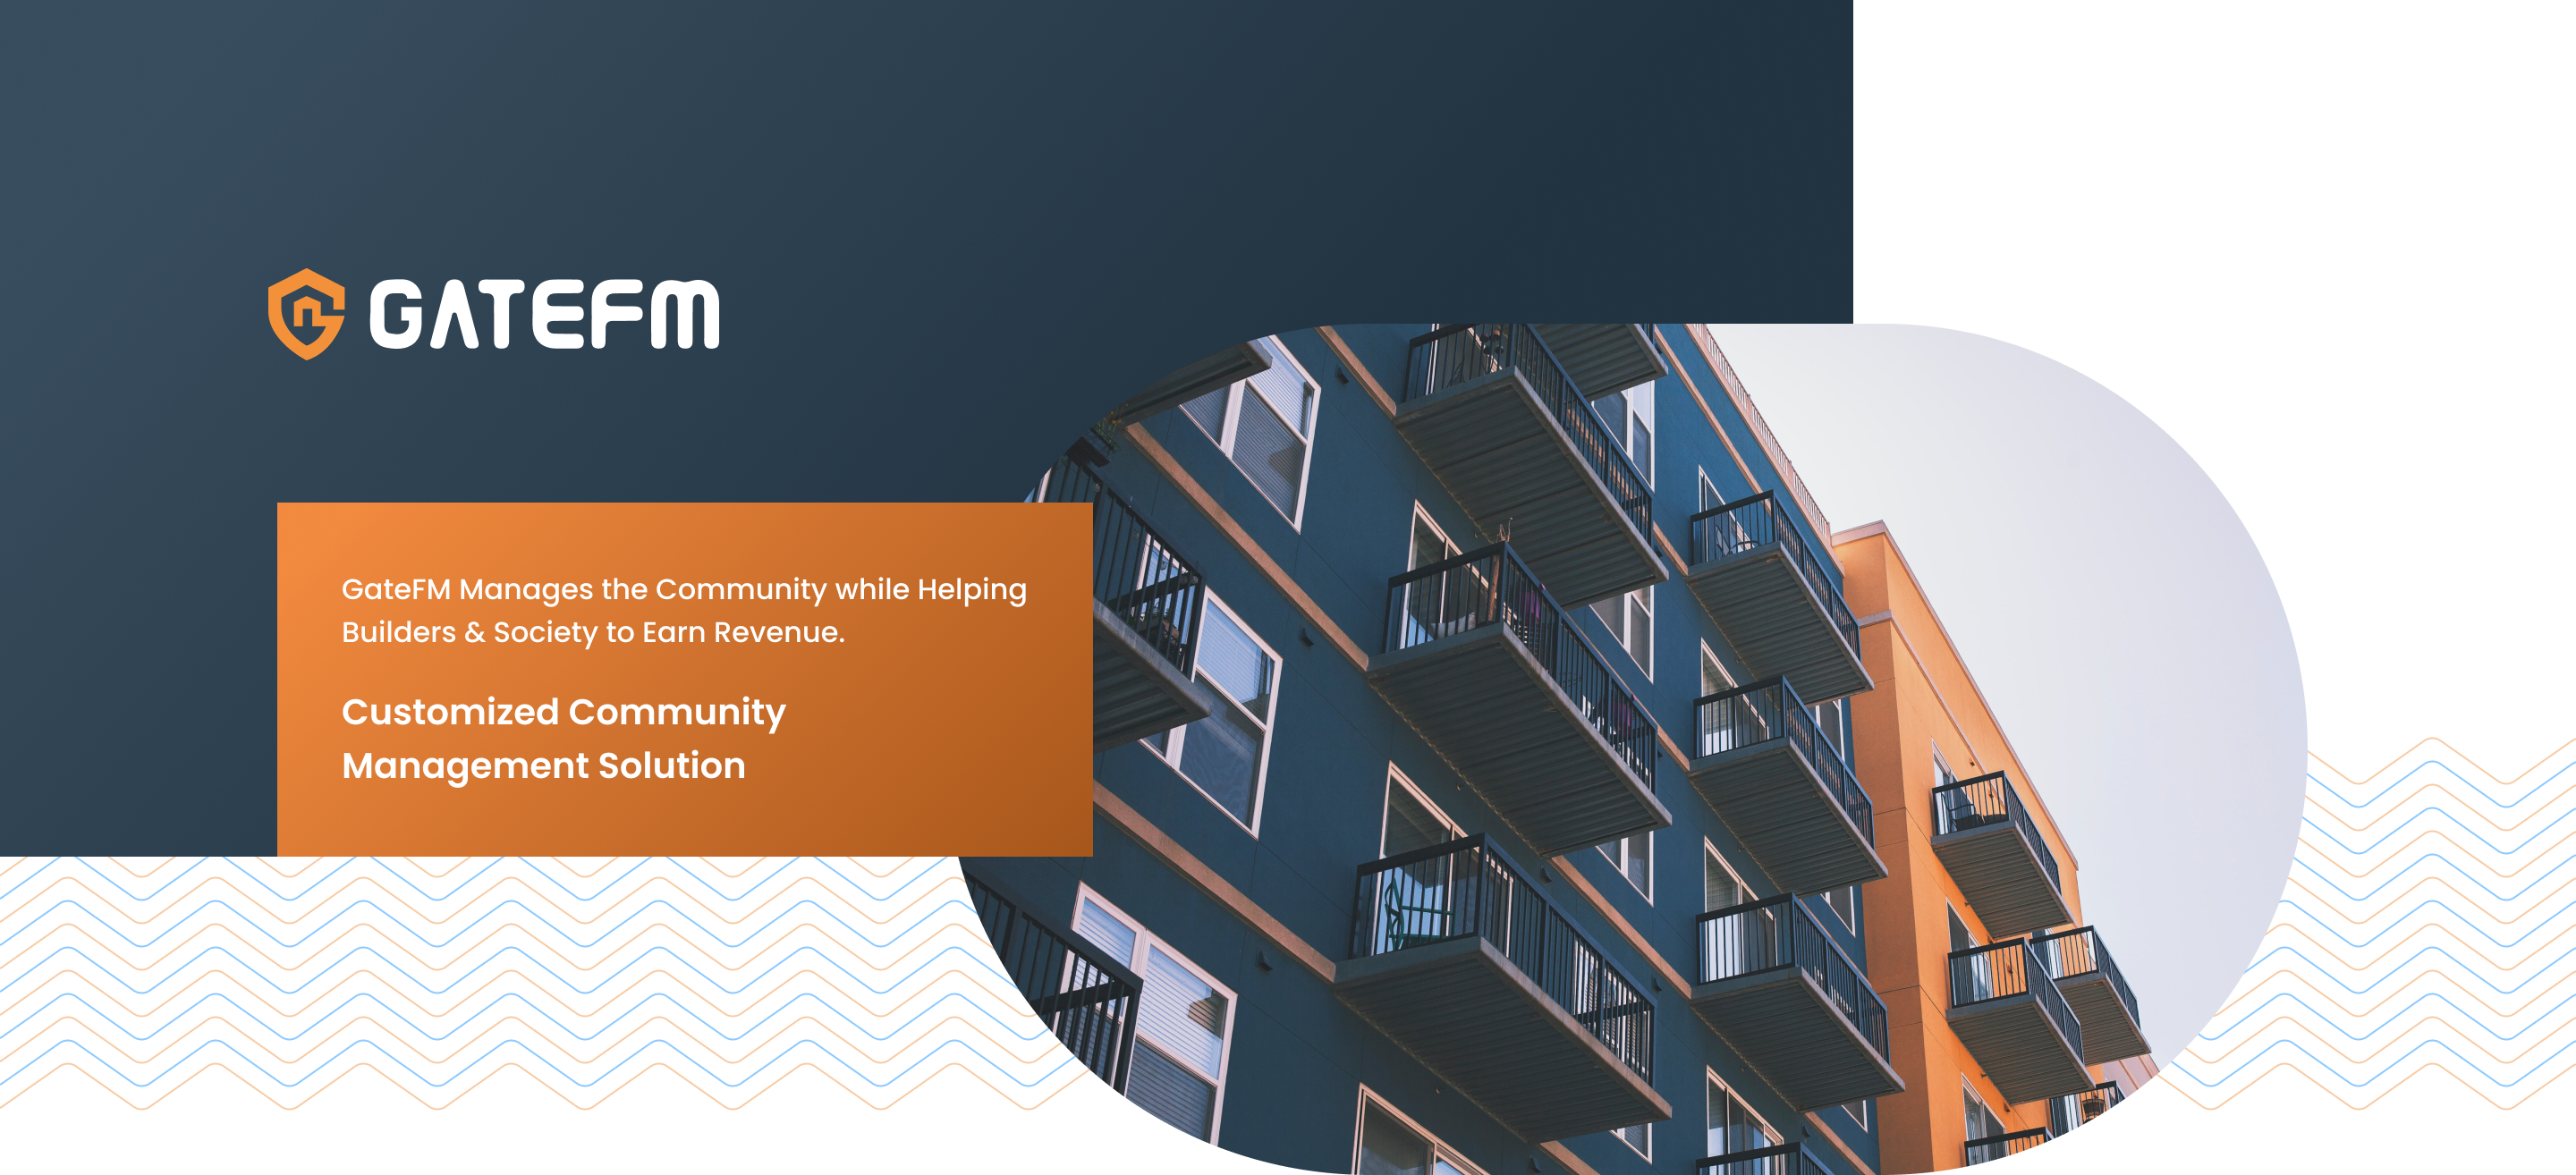 GATEFM
GateFM Manages the Community while Helping
Builders & Society to Earn Revenue.
Customized Community
Management Solution